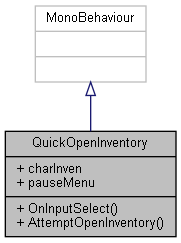 MonoBehaviour
QuickOpenInventory
+ charInven
+ pauseMenu
+ OnInputSelect()
+ AttemptOpenInventory()